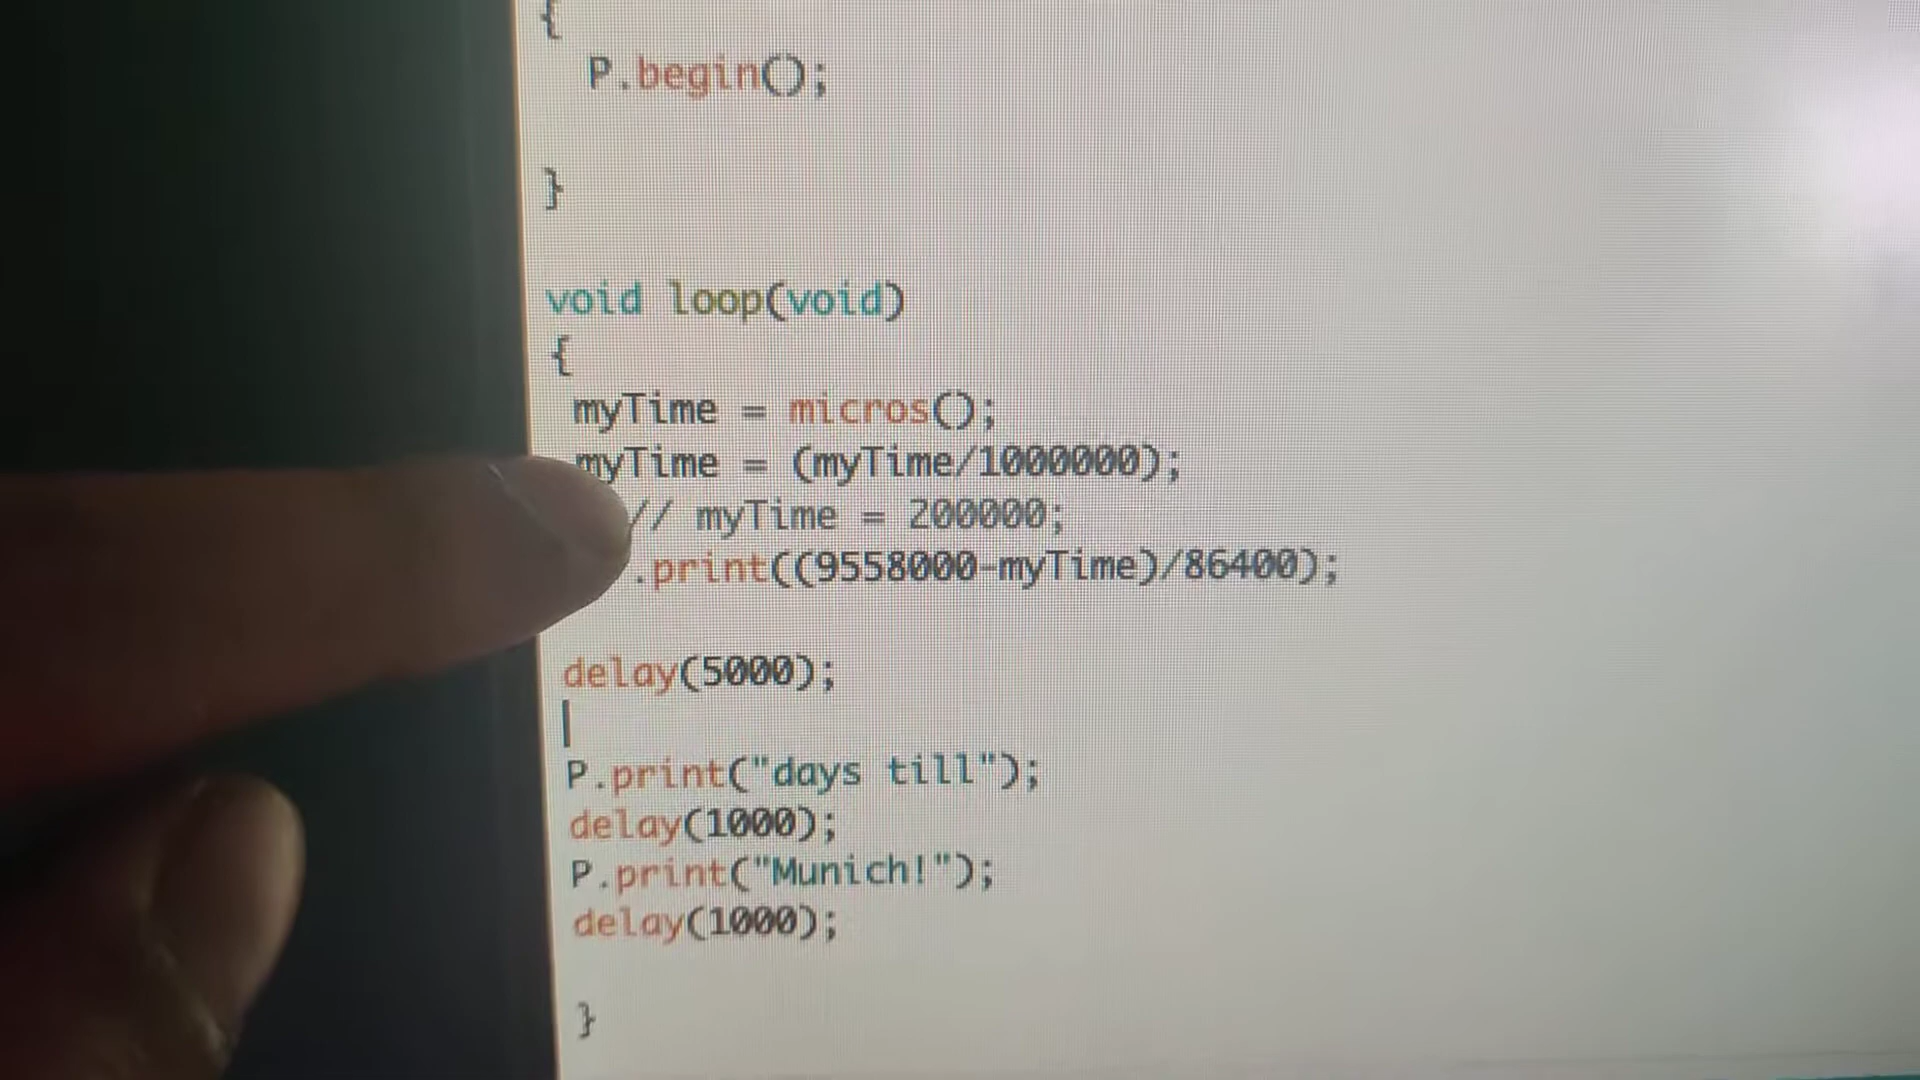 {
P.begin();
}
void loop(void)
{
myTime = micros();
myTime = (myTime/1000000);
// myTime = 200000;
.print((9558000-myTime)/86400);
delay(5000);
P.print("days till");
delay(1000);
P.print("Munich!");
delay(1000);
}